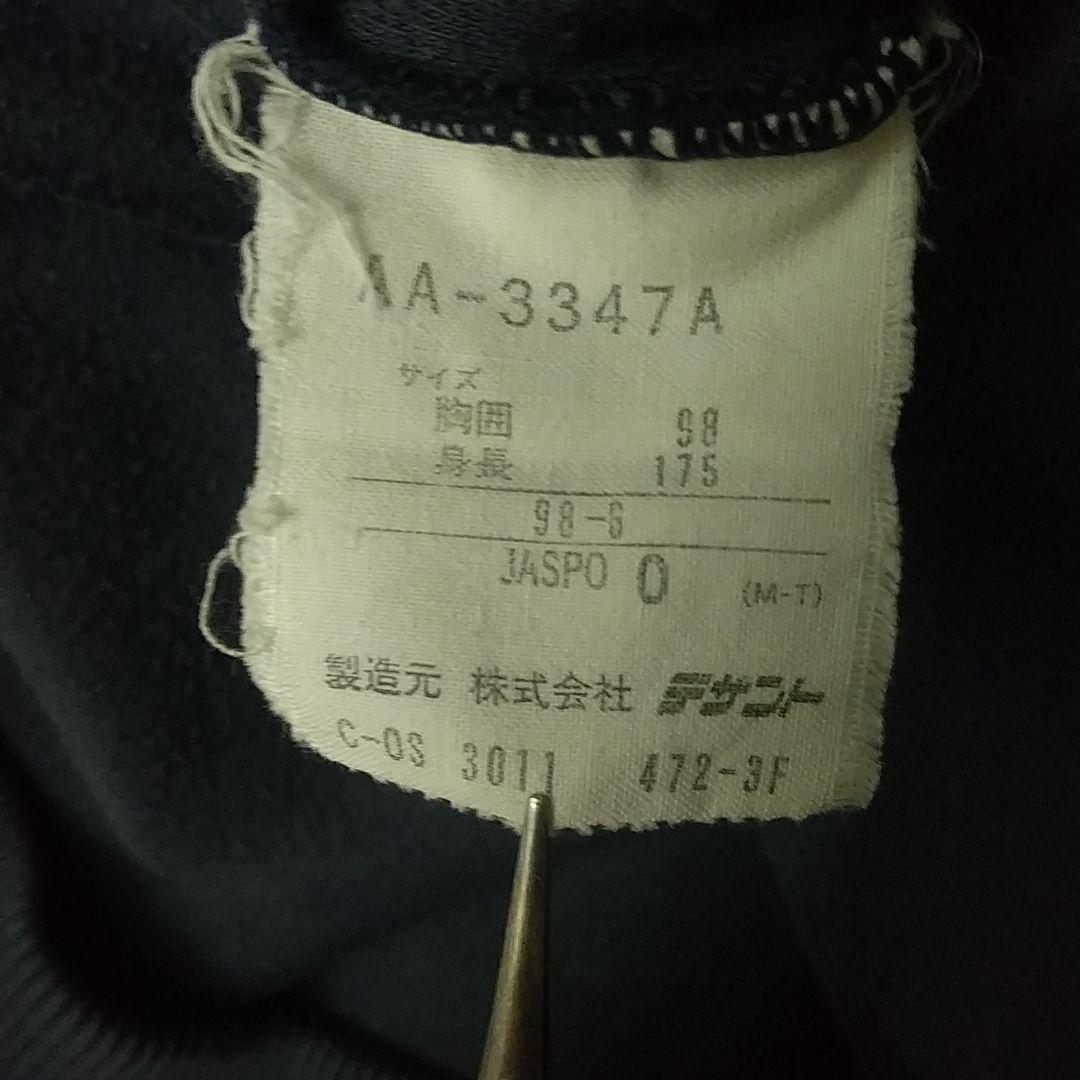 AA-3347A
サイズ
胸囲 98
身長 175
98-6
JASPO O (M-T)
製造元 株式会社 デサント
C-OS 3011 472-3F